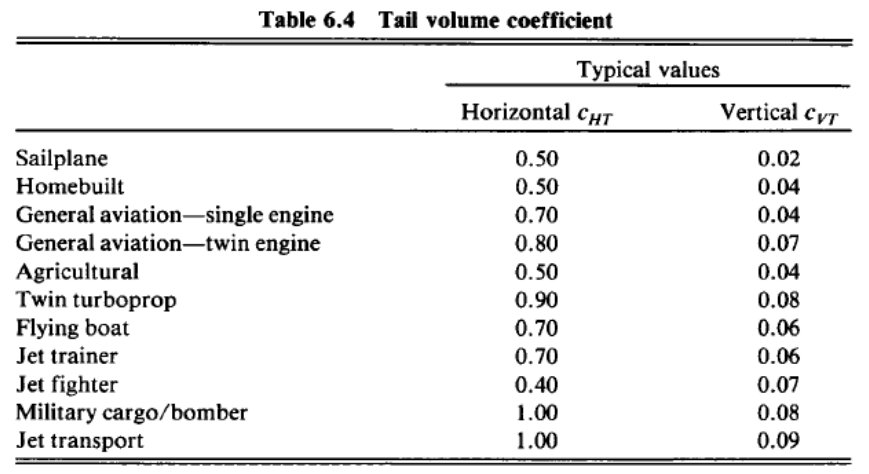 Table 6.4 Tail volume coefficient
Typical values
Horizontal cHT Vertical cVT
Sailplane 0.50 0.02
Homebuilt 0.50 0.04
General aviation—single engine 0.70 0.04
General aviation—twin engine 0.80 0.07
Agricultural 0.50 0.04
Twin turboprop 0.90 0.08
Flying boat 0.70 0.06
Jet trainer 0.70 0.06
Jet fighter 0.40 0.07
Military cargo/bomber 1.00 0.08
Jet transport 1.00 0.09